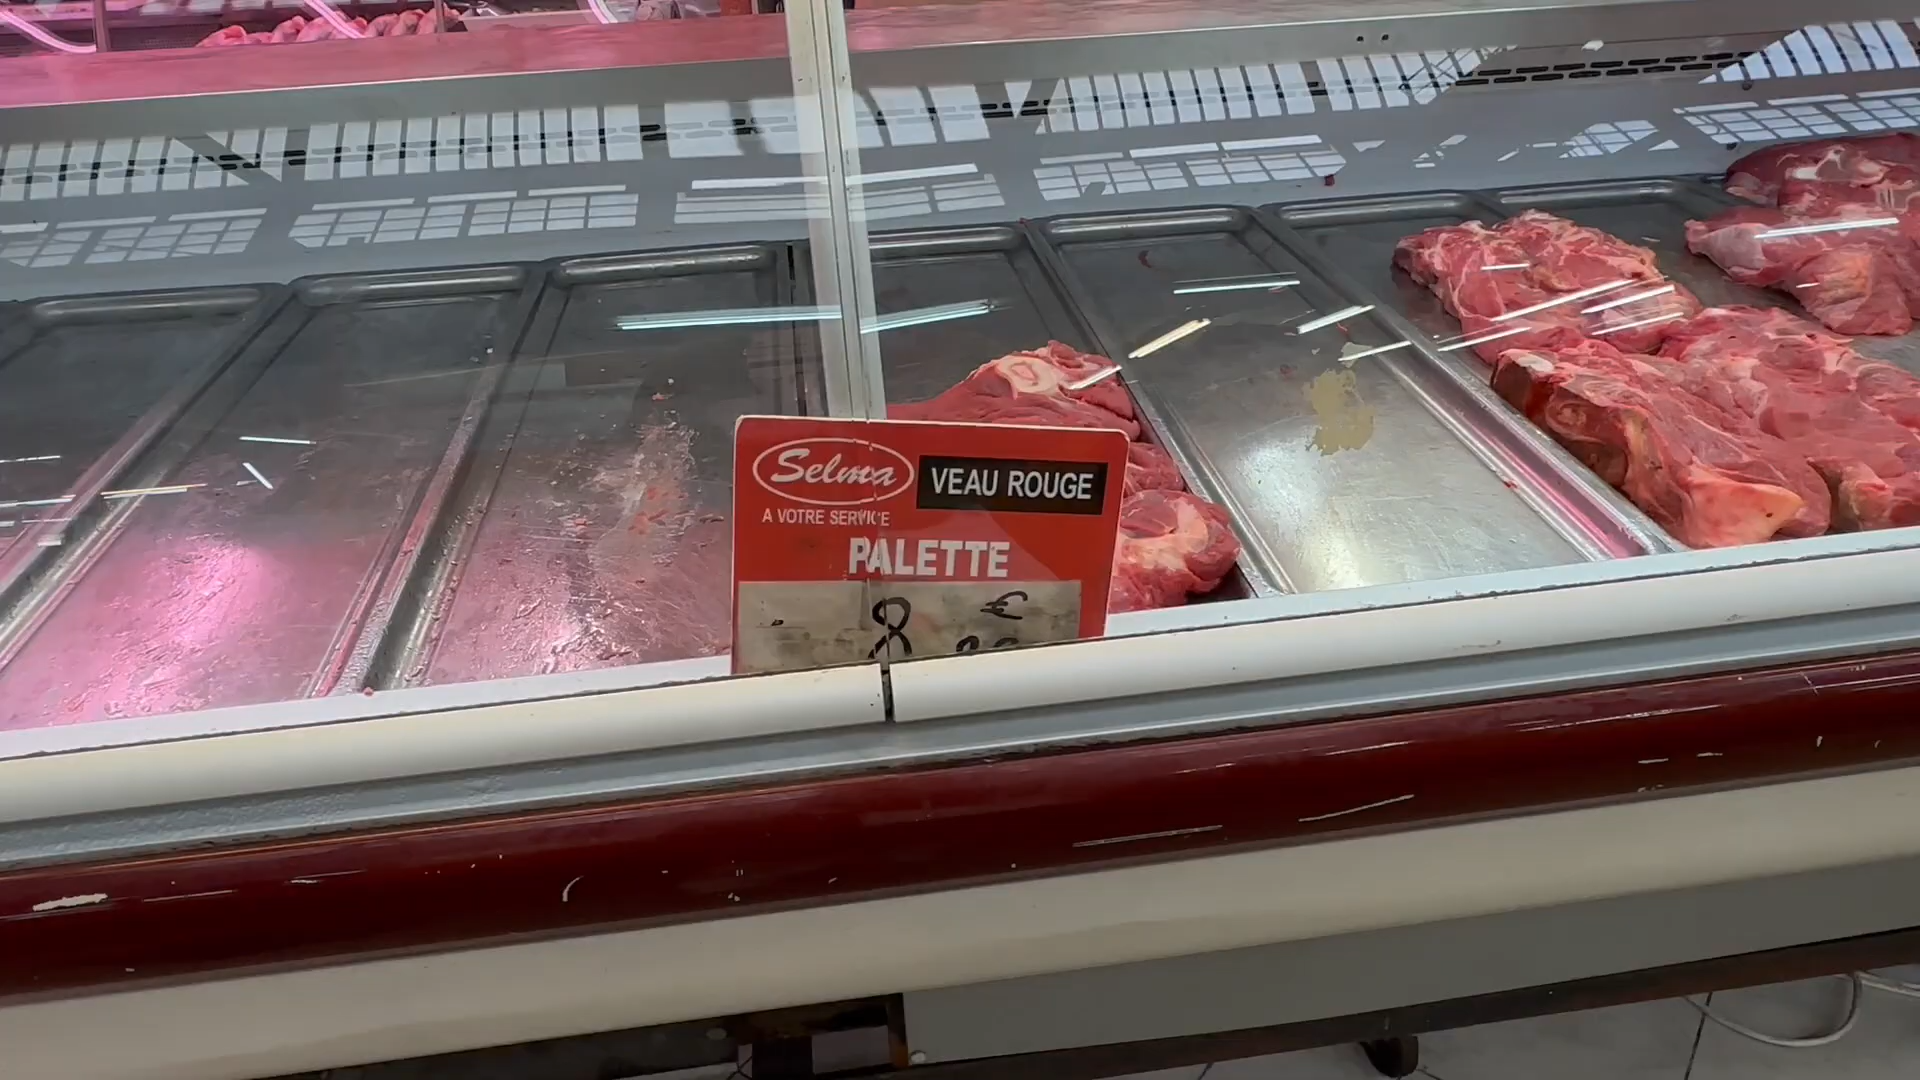 Selma
VEAU ROUGE
A VOTRE SERVICE
PALETTE
8 €